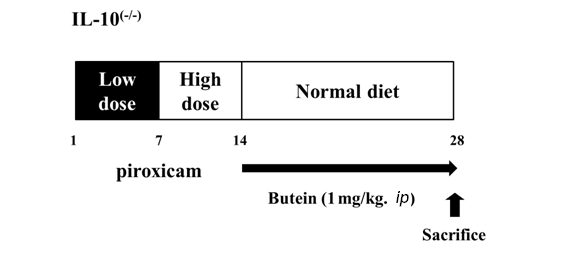 IL-10(-/-)
Low dose
High dose
Normal diet
1 7 14 28
piroxicam
Butein (1 mg/kg. ip)
Sacrifice